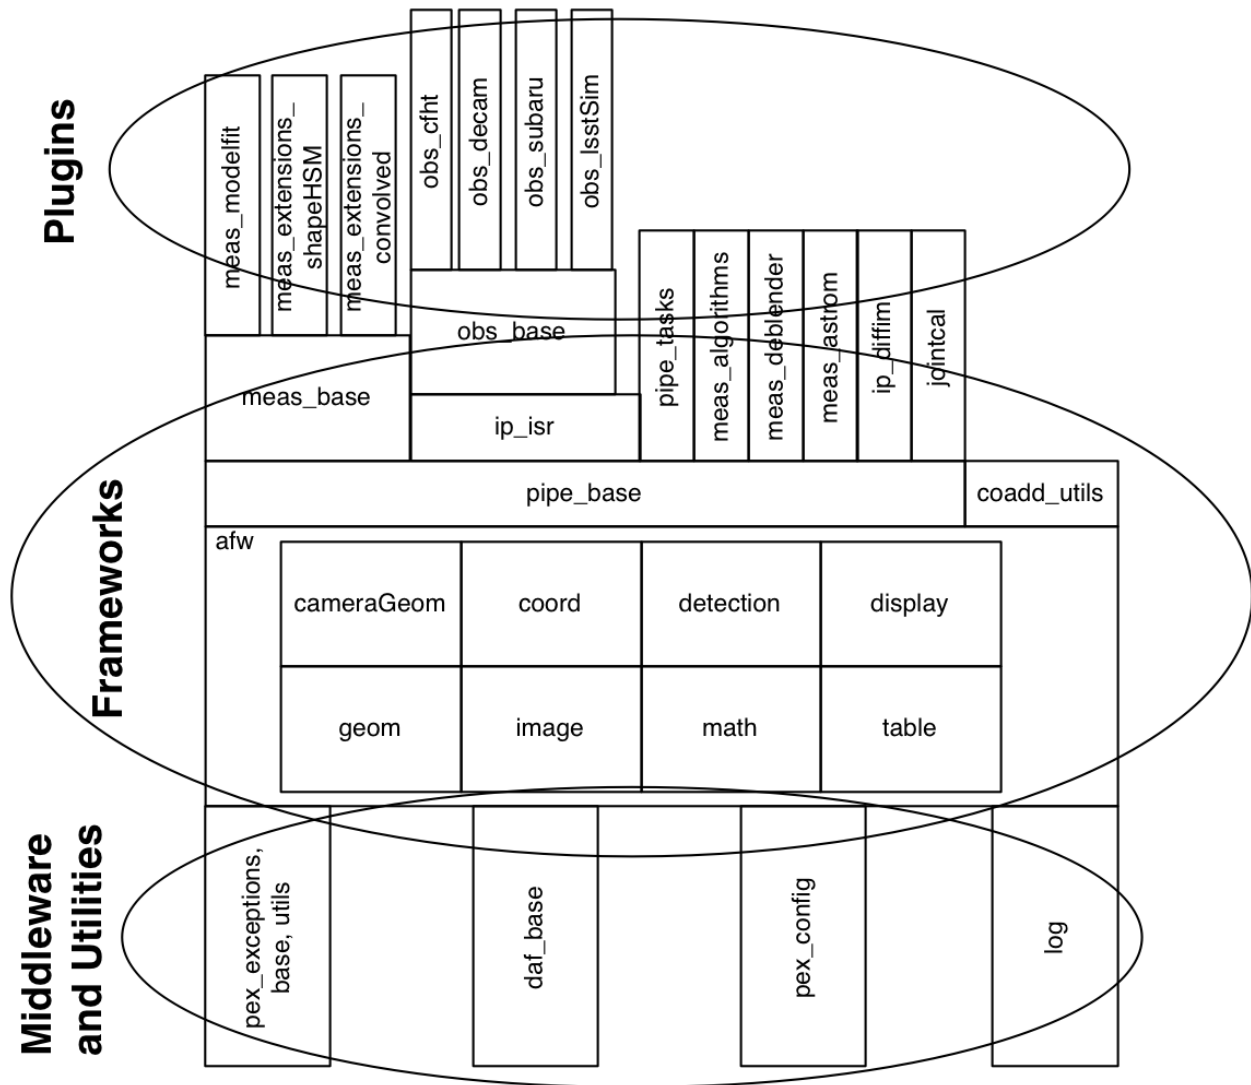 Plugins
meas_modelfit
meas_extensions_
shapeHSM
meas_extensions_
convolved
obs_cfht
obs_decam
obs_subaru
obs_lsstSim
obs_base
meas_base
ip_isr
pipe_tasks
meas_algorithms
meas_deblender
meas_astrom
ip_diffim
jointcal
Frameworks
pipe_base
coadd_utils
afw
cameraGeom
coord
detection
display
geom
image
math
table
Middleware
and Utilities
pex_exceptions,
base, utils
daf_base
pex_config
log